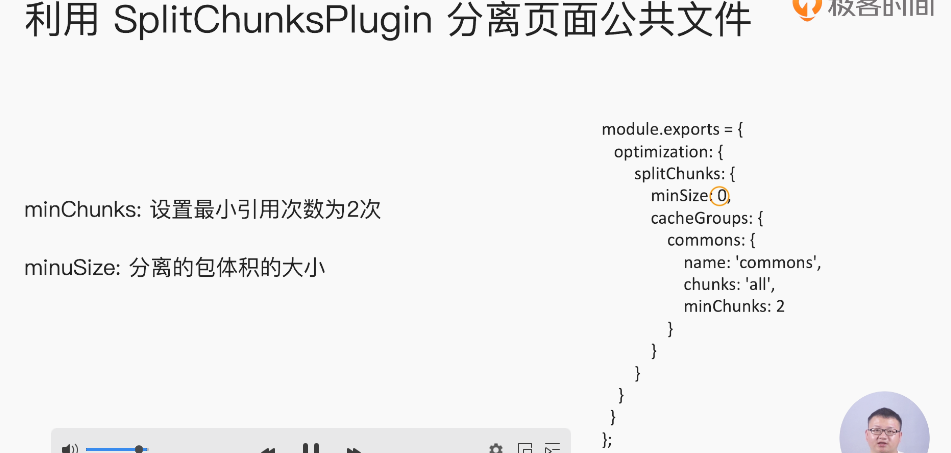 利用 SplitChunksPlugin 分离页面公共文件
极客时间
minChunks: 设置最小引用次数为2次
minuSize: 分离的包体积的大小
module.exports = {
optimization: {
splitChunks: {
minSize: 0,
cacheGroups: {
commons: {
name: 'commons',
chunks: 'all',
minChunks: 2
}
}
}
}
}
};